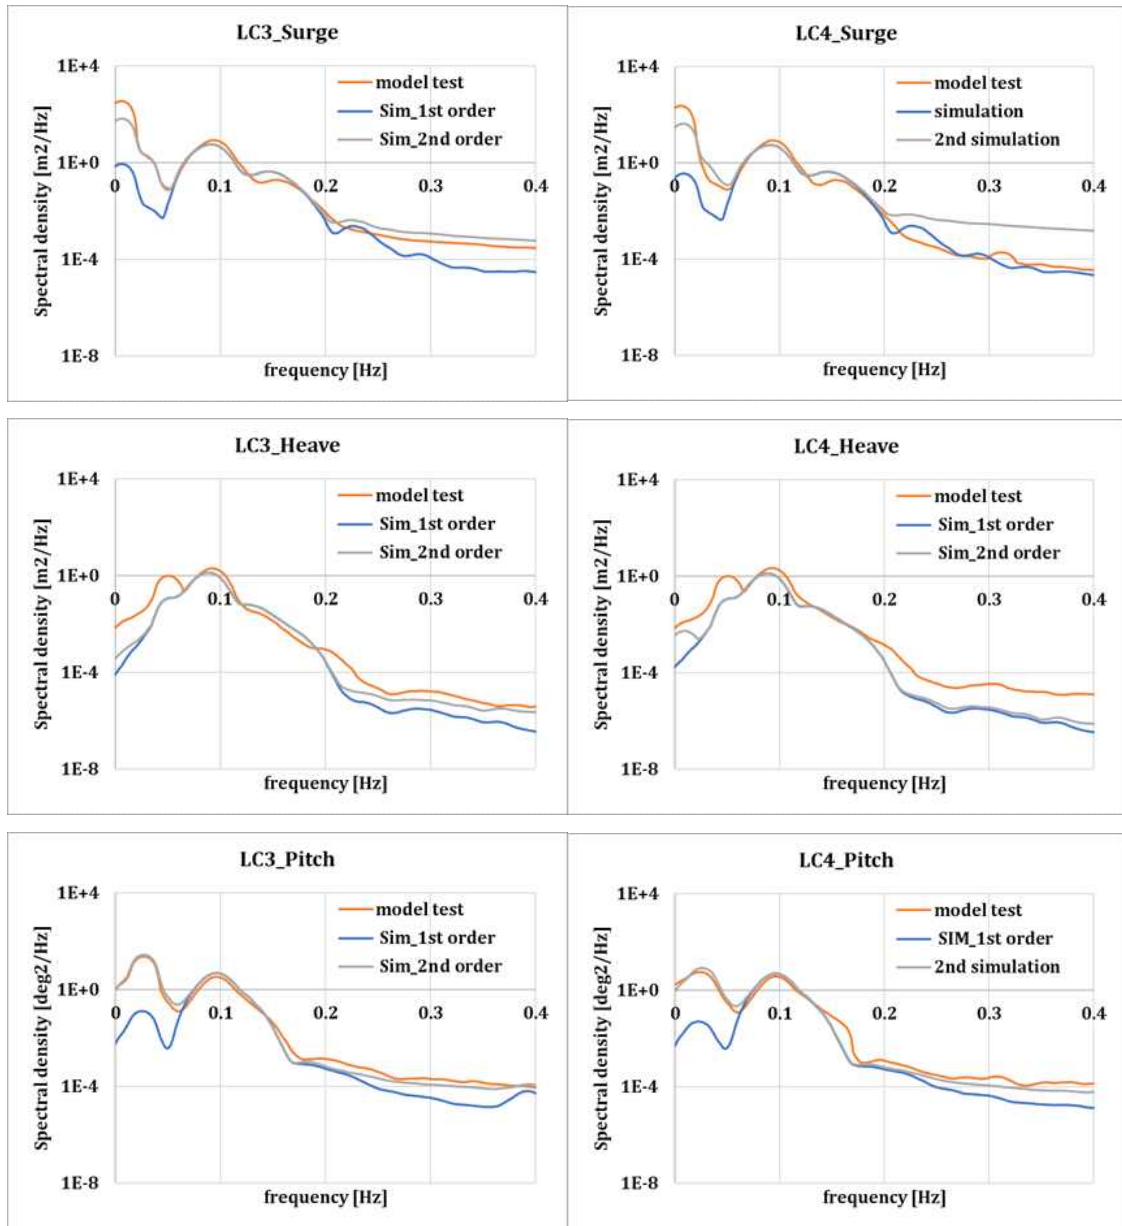 LC3_Surge
1E+4
1E+0
1E-4
1E-8
Spectral density [m2/Hz]
0 0.1 0.2 0.3 0.4
frequency [Hz]
model test
Sim_1st order
Sim_2nd order
LC4_Surge
1E+4
1E+0
1E-4
1E-8
Spectral density [m2/Hz]
0 0.1 0.2 0.3 0.4
frequency [Hz]
model test
simulation
2nd simulation
LC3_Heave
1E+4
1E+0
1E-4
1E-8
Spectral density [m2/Hz]
0 0.1 0.2 0.3 0.4
frequency [Hz]
model test
Sim_1st order
Sim_2nd order
LC4_Heave
1E+4
1E+0
1E-4
1E-8
Spectral density [m2/Hz]
0 0.1 0.2 0.3 0.4
frequency [Hz]
model test
Sim_1st order
Sim_2nd order
LC3_Pitch
1E+4
1E+0
1E-4
1E-8
Spectral density [deg2/Hz]
0 0.1 0.2 0.3 0.4
frequency [Hz]
model test
Sim_1st order
Sim_2nd order
LC4_Pitch
1E+4
1E+0
1E-4
1E-8
Spectral density [deg2/Hz]
0 0.1 0.2 0.3 0.4
frequency [Hz]
model test
SIM_1st order
2nd simulation